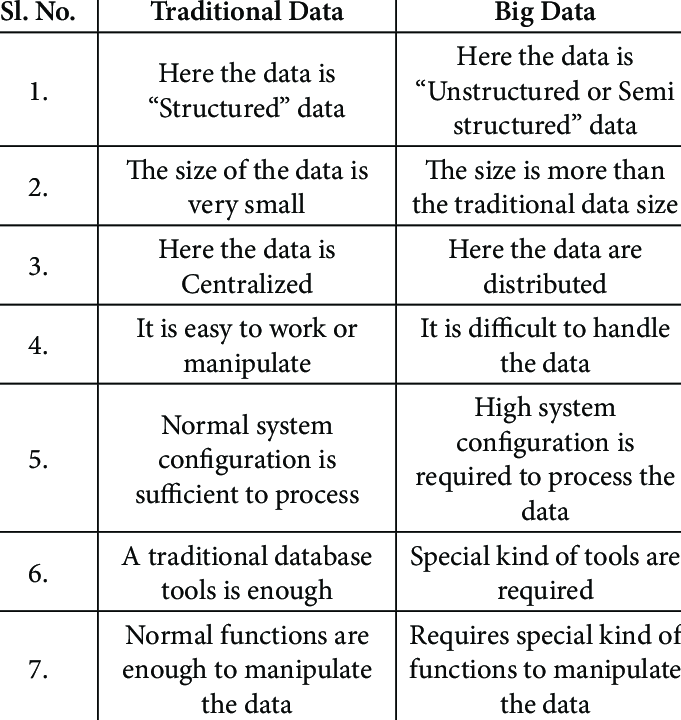 Sl. No. Traditional Data Big Data
1. Here the data is “Structured” data Here the data is “Unstructured or Semi structured” data
2. The size of the data is very small The size is more than the traditional data size
3. Here the data is Centralized Here the data are distributed
4. It is easy to work or manipulate It is difficult to handle the data
5. Normal system configuration is sufficient to process High system configuration is required to process the data
6. A traditional database tools is enough Special kind of tools are required
7. Normal functions are enough to manipulate the data Requires special kind of functions to manipulate the data